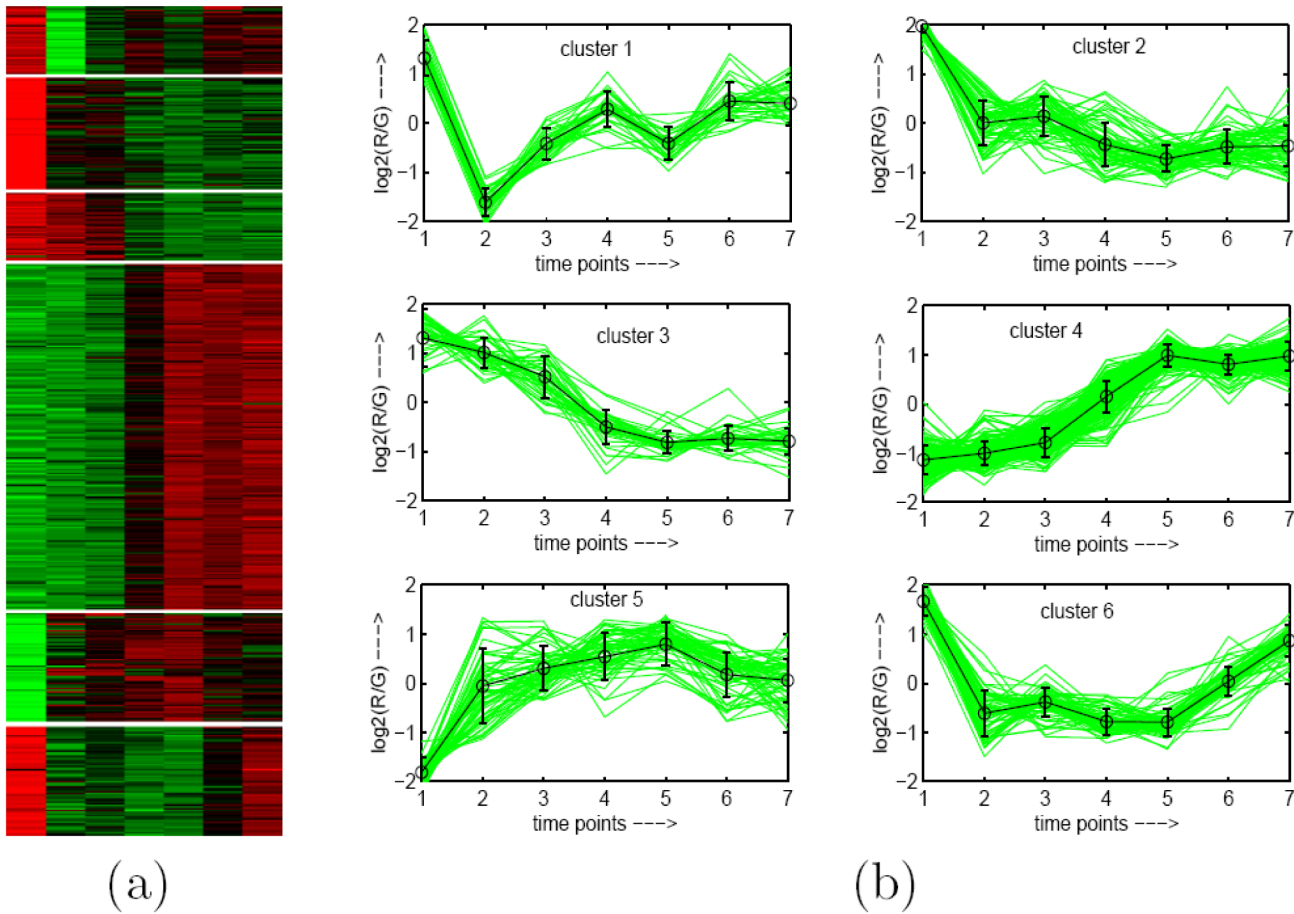 cluster 1
log2(R/G) --->
2
1
0
−1
−2
1 2 3 4 5 6 7
time points --->
cluster 2
log2(R/G) --->
2
1
0
−1
−2
1 2 3 4 5 6 7
time points --->
cluster 3
log2(R/G) --->
2
1
0
−1
−2
1 2 3 4 5 6 7
time points --->
cluster 4
log2(R/G) --->
2
1
0
−1
−2
1 2 3 4 5 6 7
time points --->
cluster 5
log2(R/G) --->
2
1
0
−1
−2
1 2 3 4 5 6 7
time points --->
cluster 6
log2(R/G) --->
2
1
0
−1
−2
1 2 3 4 5 6 7
time points --->
(a)
(b)